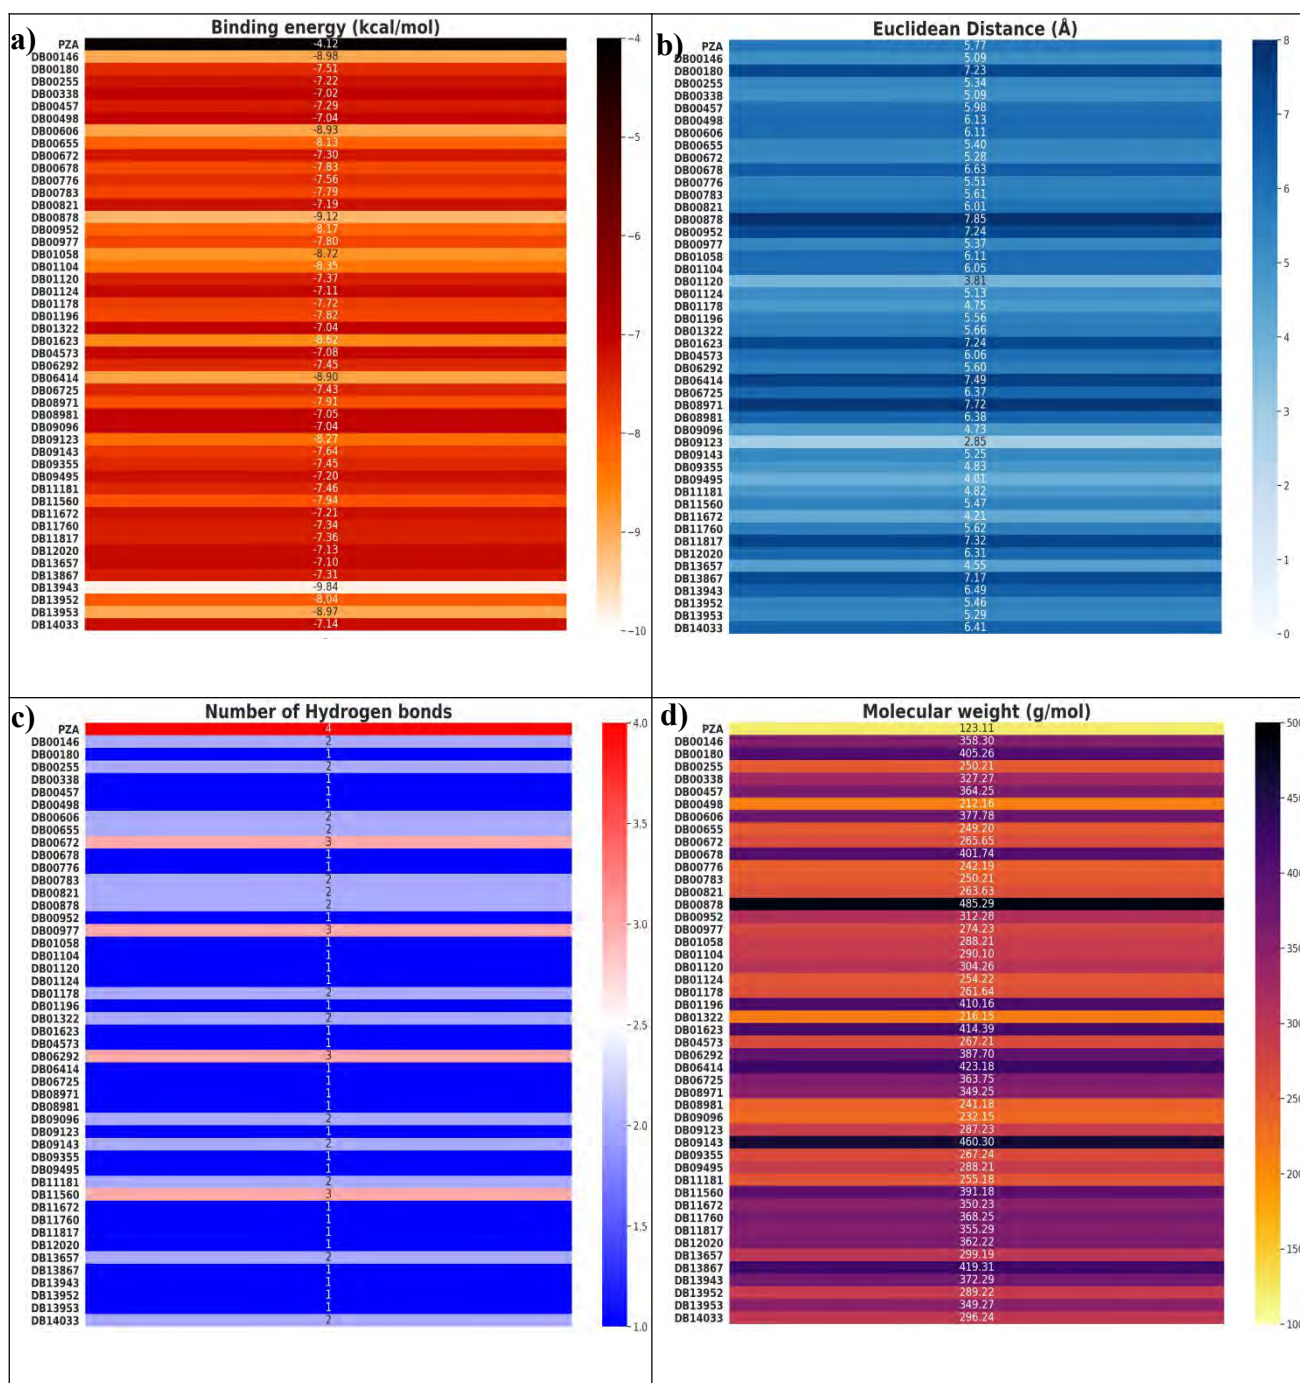 a)
Binding energy (kcal/mol)
PZA -4.12
DB00146 -8.98
DB00180 -7.51
DB00255 -7.22
DB00338 -7.02
DB00457 -7.29
DB00498 -7.04
DB00606 -8.93
DB00655 -8.13
DB00672 -7.30
DB00678 -7.83
DB00776 -7.56
DB00783 -7.79
DB00821 -7.19
DB00878 -9.12
DB00952 -8.17
DB00977 -7.80
DB01058 -8.72
DB01104 -8.35
DB01120 -7.37
DB01124 -7.11
DB01178 -7.72
DB01196 -7.82
DB01322 -7.04
DB01623 -8.62
DB04573 -7.08
DB06292 -7.45
DB06414 -8.90
DB06725 -7.43
DB08971 -7.91
DB08981 -7.05
DB09096 -7.04
DB09123 -8.27
DB09143 -7.64
DB09355 -7.45
DB09495 -7.20
DB11181 -7.46
DB11560 -7.94
DB11672 -7.21
DB11760 -7.34
DB11817 -7.36
DB12020 -7.13
DB13657 -7.10
DB13867 -7.31
DB13943 -9.84
DB13952 -8.04
DB13953 -8.97
DB14033 -7.14
-4
-5
-6
-7
-8
-9
-10
b)
Euclidean Distance (Å)
PZA 5.77
DB00146 5.09
DB00180 7.23
DB00255 5.34
DB00338 5.09
DB00457 5.98
DB00498 6.13
DB00606 6.11
DB00655 5.40
DB00672 5.28
DB00678 6.63
DB00776 5.51
DB00783 5.61
DB00821 6.01
DB00878 7.85
DB00952 7.24
DB00977 5.37
DB01058 6.11
DB01104 6.05
DB01120 3.81
DB01124 5.13
DB01178 4.75
DB01196 5.56
DB01322 5.66
DB01623 7.24
DB04573 6.06
DB06292 5.60
DB06414 7.49
DB06725 6.37
DB08971 7.72
DB08981 6.38
DB09096 4.73
DB09123 2.85
DB09143 5.25
DB09355 4.83
DB09495 4.01
DB11181 4.82
DB11560 5.47
DB11672 4.21
DB11760 5.62
DB11817 7.32
DB12020 6.31
DB13657 4.55
DB13867 7.17
DB13943 6.49
DB13952 5.46
DB13953 5.29
DB14033 6.41
8
7
6
5
4
3
2
1
0
c)
Number of Hydrogen bonds
PZA 4
DB00146 2
DB00180 1
DB00255 2
DB00338 1
DB00457 1
DB00498 1
DB00606 2
DB00655 2
DB00672 3
DB00678 1
DB00776 1
DB00783 2
DB00821 2
DB00878 2
DB00952 1
DB00977 3
DB01058 1
DB01104 1
DB01120 1
DB01124 1
DB01178 2
DB01196 1
DB01322 2
DB01623 1
DB04573 1
DB06292 3
DB06414 1
DB06725 1
DB08971 1
DB08981 1
DB09096 2
DB09123 1
DB09143 2
DB09355 1
DB09495 1
DB11181 2
DB11560 3
DB11672 1
DB11760 1
DB11817 1
DB12020 1
DB13657 2
DB13867 1
DB13943 1
DB13952 1
DB13953 1
DB14033 2
4.0
3.5
3.0
2.5
2.0
1.5
1.0
d)
Molecular weight (g/mol)
PZA 123.11
DB00146 358.30
DB00180 405.26
DB00255 250.21
DB00338 327.27
DB00457 364.25
DB00498 212.16
DB00606 377.78
DB00655 249.20
DB00672 265.65
DB00678 401.74
DB00776 242.19
DB00783 250.21
DB00821 263.63
DB00878 485.29
DB00952 312.28
DB00977 274.23
DB01058 288.21
DB01104 290.10
DB01120 304.26
DB01124 254.22
DB01178 261.64
DB01196 410.16
DB01322 216.15
DB01623 414.39
DB04573 267.21
DB06292 387.70
DB06414 423.18
DB06725 363.75
DB08971 349.25
DB08981 241.18
DB09096 232.15
DB09123 287.23
DB09143 460.30
DB09355 267.24
DB09495 288.21
DB11181 255.18
DB11560 391.18
DB11672 350.23
DB11760 368.25
DB11817 355.29
DB12020 362.22
DB13657 299.19
DB13867 419.31
DB13943 372.29
DB13952 289.22
DB13953 349.27
DB14033 296.24
500
450
400
350
300
250
200
150
100